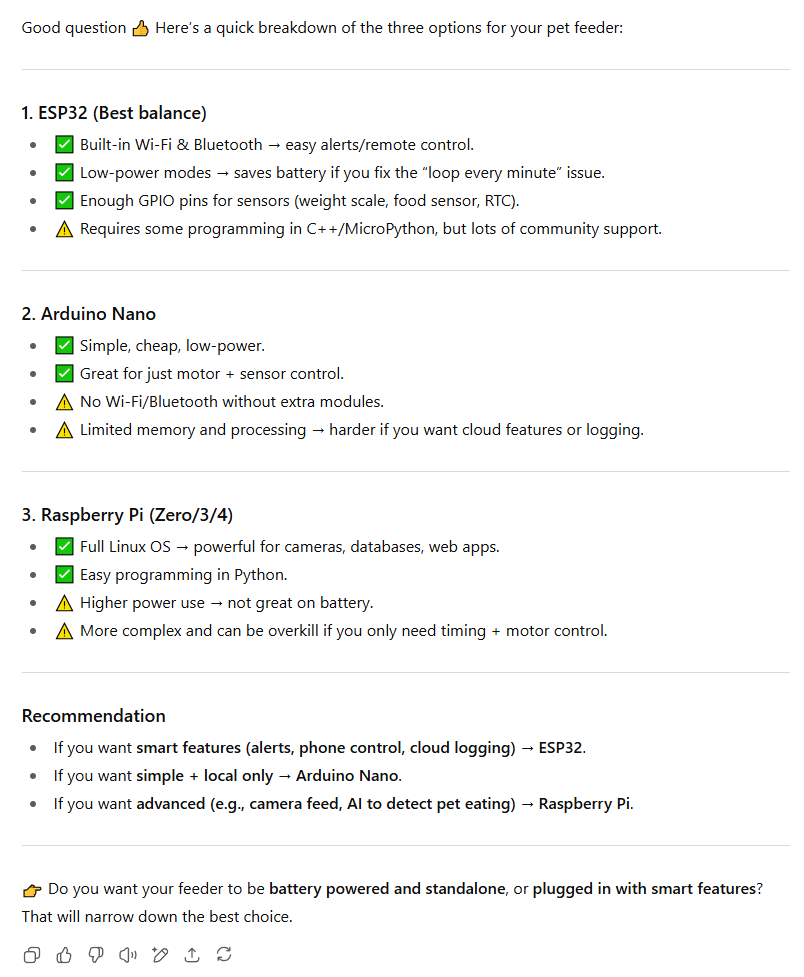 Good question 👍 Here's a quick breakdown of the three options for your pet feeder:
1. ESP32 (Best balance)
• ✅ Built-in Wi-Fi & Bluetooth → easy alerts/remote control.
• ✅ Low-power modes → saves battery if you fix the “loop every minute” issue.
• ✅ Enough GPIO pins for sensors (weight scale, food sensor, RTC).
• ⚠️ Requires some programming in C++/MicroPython, but lots of community support.
2. Arduino Nano
• ✅ Simple, cheap, low-power.
• ✅ Great for just motor + sensor control.
• ⚠️ No Wi-Fi/Bluetooth without extra modules.
• ⚠️ Limited memory and processing → harder if you want cloud features or logging.
3. Raspberry Pi (Zero/3/4)
• ✅ Full Linux OS → powerful for cameras, databases, web apps.
• ✅ Easy programming in Python.
• ⚠️ Higher power use → not great on battery.
• ⚠️ More complex and can be overkill if you only need timing + motor control.
Recommendation
• If you want smart features (alerts, phone control, cloud logging) → ESP32.
• If you want simple + local only → Arduino Nano.
• If you want advanced (e.g., camera feed, AI to detect pet eating) → Raspberry Pi.
👉 Do you want your feeder to be battery powered and standalone, or plugged in with smart features?
That will narrow down the best choice.